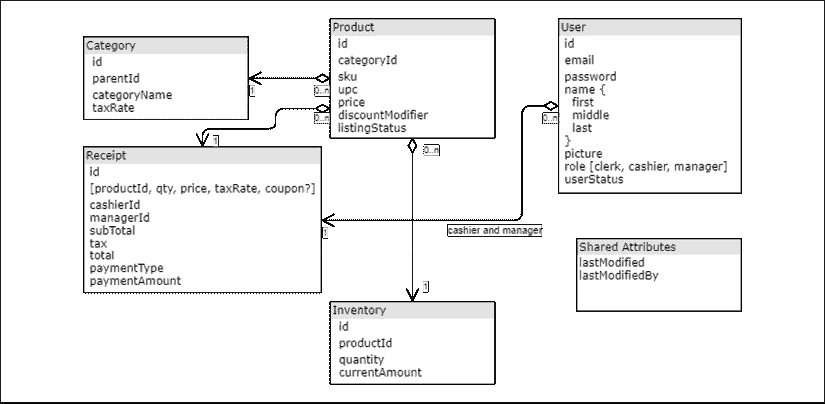 Category
id
parentId
categoryName
taxRate
1
Product
id
categoryId
sku
upc
price
discountModifier
listingStatus
0..n
0..n
0..n
User
id
email
password
name {
first
middle
last
}
picture
role [clerk, cashier, manager]
userStatus
0..n
1
Receipt
id
[productId, qty, price, taxRate, coupon?]
cashierId
managerId
subTotal
tax
total
paymentType
paymentAmount
1
cashier and manager
Shared Attributes
lastModified
lastModifiedBy
1
Inventory
id
productId
quantity
currentAmount